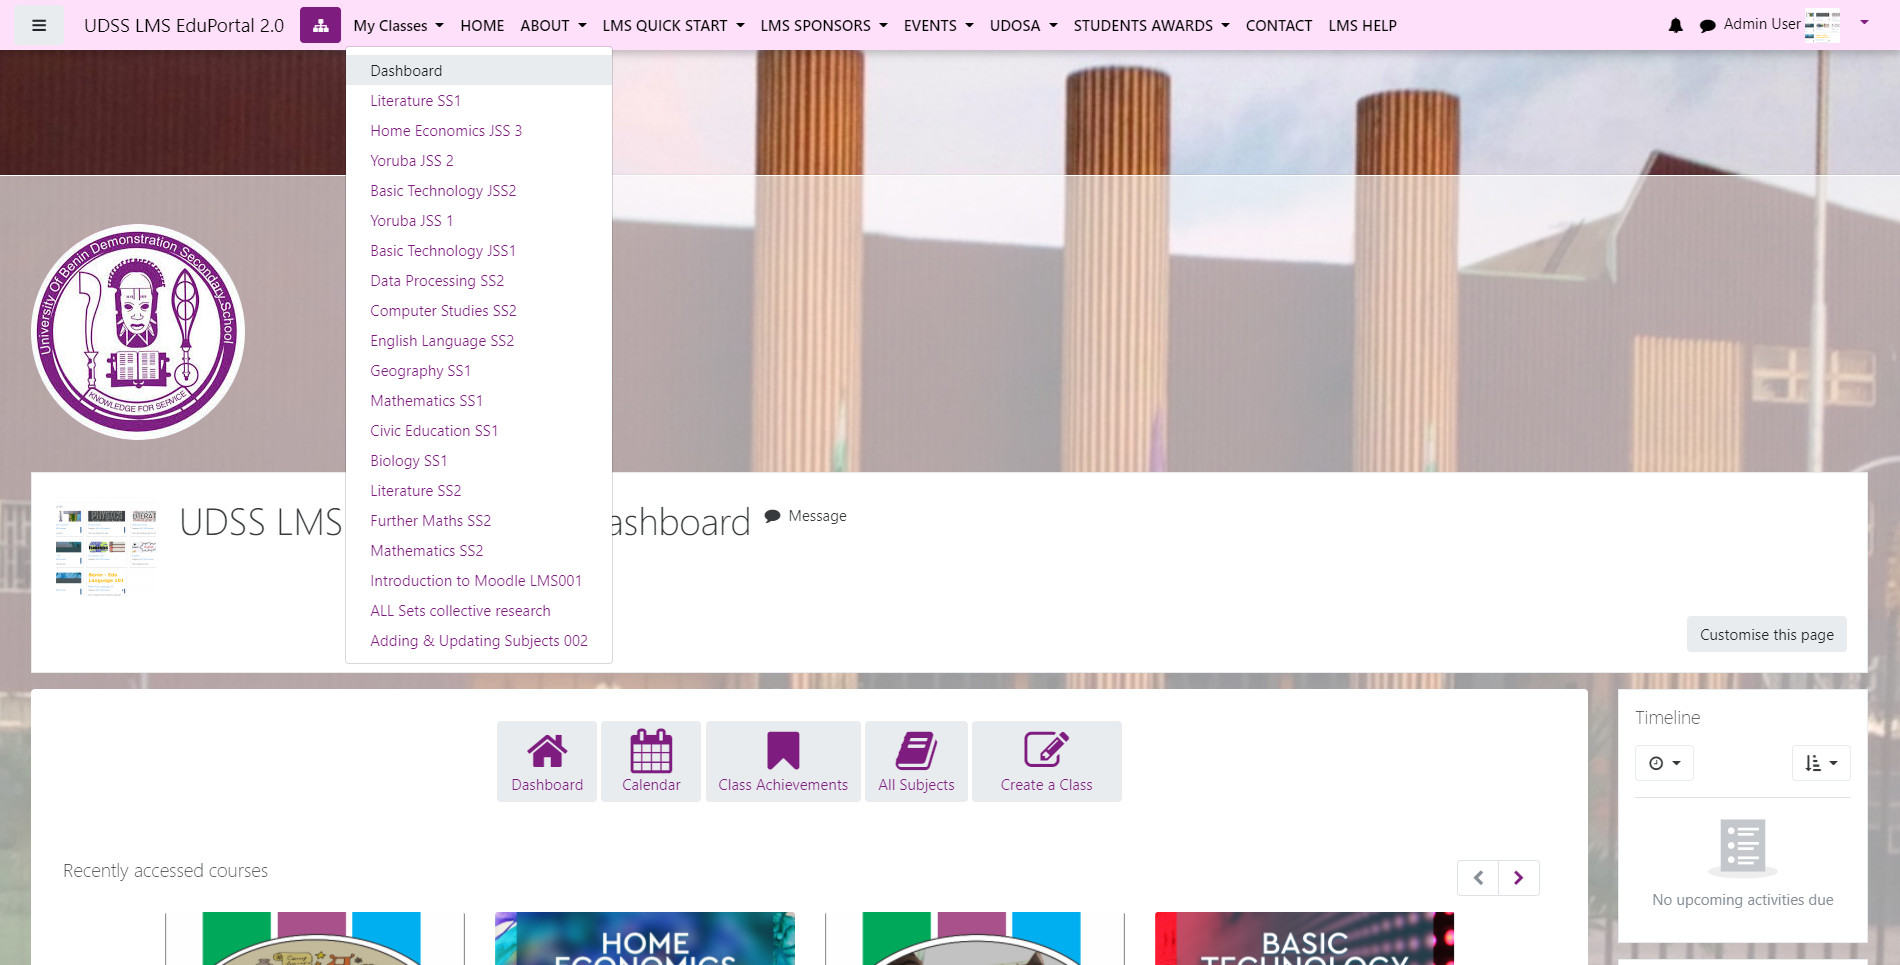 UDSS LMS EduPortal 2.0 My Classes HOME ABOUT LMS QUICK START LMS SPONSORS EVENTS UDOSA STUDENTS AWARDS CONTACT LMS HELP Admin User
Dashboard
Literature SS1
Home Economics JSS 3
Yoruba JSS 2
Basic Technology JSS2
Yoruba JSS 1
Basic Technology JSS1
Data Processing SS2
Computer Studies SS2
English Language SS2
Geography SS1
Mathematics SS1
Civic Education SS1
Biology SS1
Literature SS2
Further Maths SS2
Mathematics SS2
Introduction to Moodle LMS001
ALL Sets collective research
Adding & Updating Subjects 002
University Of Benin Demonstration Secondary School
KNOWLEDGE FOR SERVICE
UDSS LMS ashboard Message
Customise this page
Dashboard Calendar Class Achievements All Subjects Create a Class
Timeline
No upcoming activities due
Recently accessed courses
HOME
ECONOMICS
BASIC
TECHNOLOGY